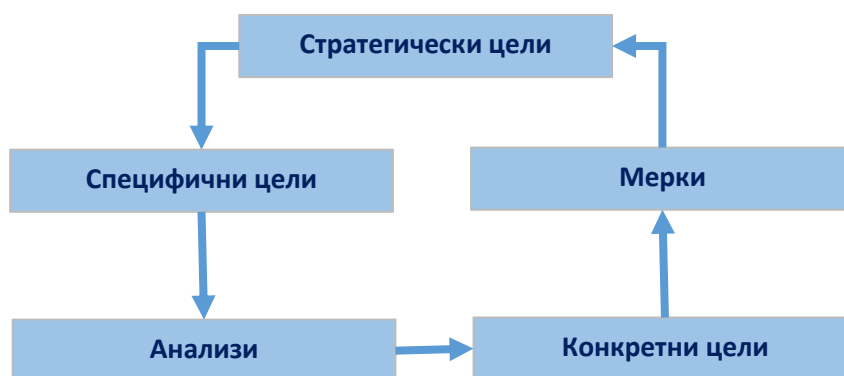 Стратегически цели
Специфични цели
Мерки
Анализи
Конкретни цели